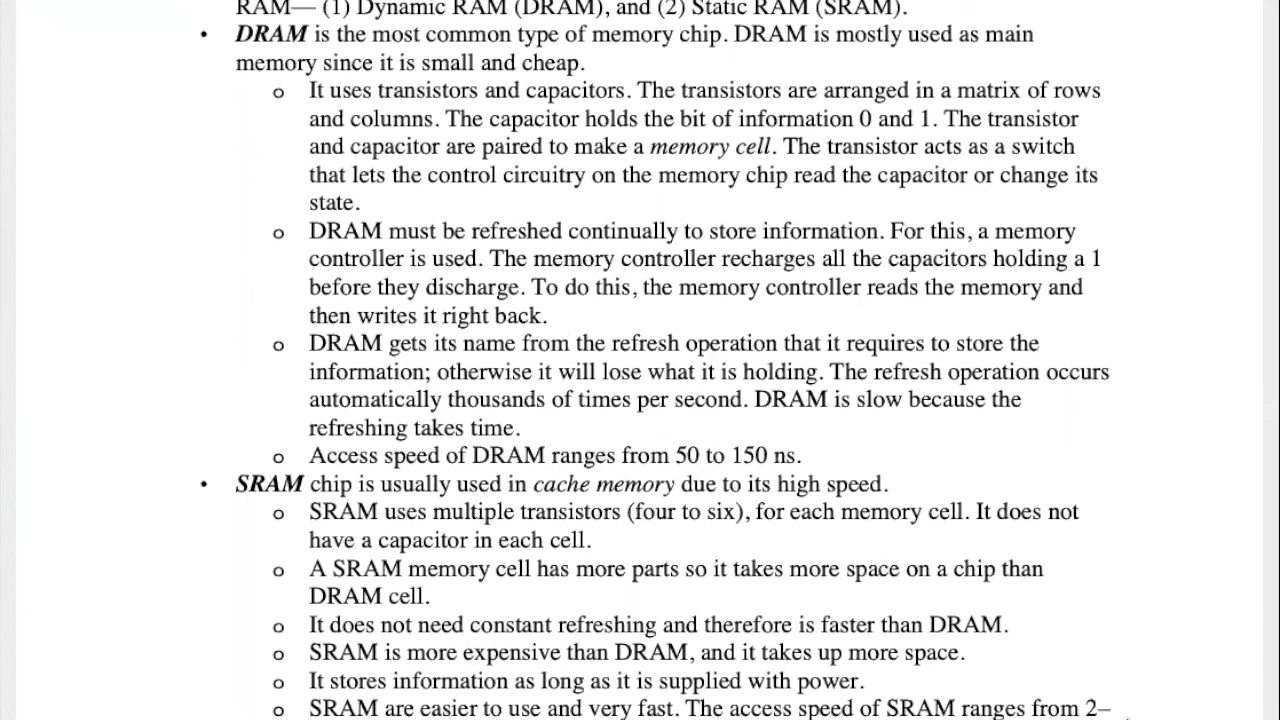 RAM— (1) Dynamic RAM (DRAM), and (2) Static RAM (SRAM).
• DRAM is the most common type of memory chip. DRAM is mostly used as main
memory since it is small and cheap.
o It uses transistors and capacitors. The transistors are arranged in a matrix of rows
and columns. The capacitor holds the bit of information 0 and 1. The transistor
and capacitor are paired to make a memory cell. The transistor acts as a switch
that lets the control circuitry on the memory chip read the capacitor or change its
state.
o DRAM must be refreshed continually to store information. For this, a memory
controller is used. The memory controller recharges all the capacitors holding a 1
before they discharge. To do this, the memory controller reads the memory and
then writes it right back.
o DRAM gets its name from the refresh operation that it requires to store the
information; otherwise it will lose what it is holding. The refresh operation occurs
automatically thousands of times per second. DRAM is slow because the
refreshing takes time.
o Access speed of DRAM ranges from 50 to 150 ns.
• SRAM chip is usually used in cache memory due to its high speed.
o SRAM uses multiple transistors (four to six), for each memory cell. It does not
have a capacitor in each cell.
o A SRAM memory cell has more parts so it takes more space on a chip than
DRAM cell.
o It does not need constant refreshing and therefore is faster than DRAM.
o SRAM is more expensive than DRAM, and it takes up more space.
o It stores information as long as it is supplied with power.
o SRAM are easier to use and very fast. The access speed of SRAM ranges from 2–